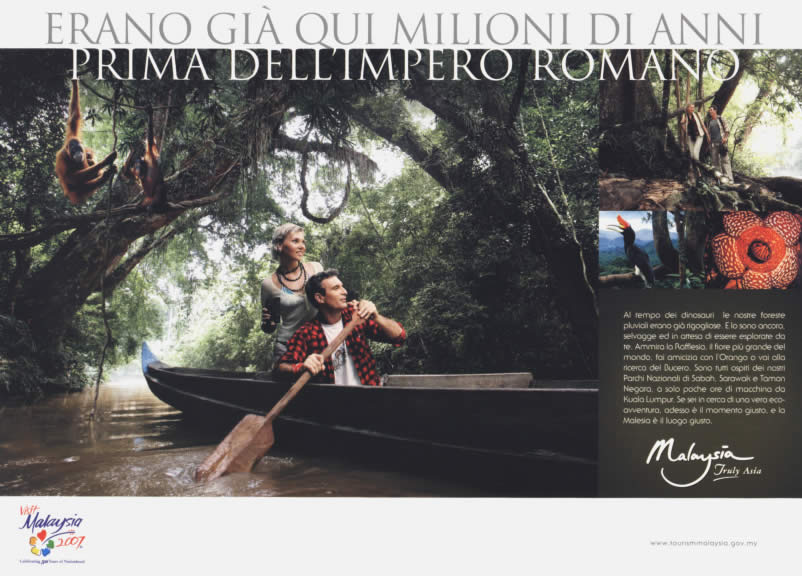 ERANO GIÀ QUI MILIONI DI ANNI
PRIMA DELL'IMPERO ROMANO
Al tempo dei dinosauri le nostre foreste
pluviali erano già rigogliose. E lo sono ancora,
selvagge ed in attesa di essere esplorate da
te. Ammira la Rafflesia, il fiore più grande del
mondo, fai amicizia con l'Orango o vai alla
ricerca del Bucero. Sono tutti ospiti dei nostri
Parchi Nazionali di Sabah, Sarawak e Taman
Negara, a sole poche ore di macchina da
Kuala Lumpur. Se sei in cerca di una vera eco-
avventura, adesso è il momento giusto, e la
Malesia è il luogo giusto.
Malaysia
Truly Asia
Visit
Malaysia
2007
Celebrating 50 Years of Nationhood
www.tourismmalaysia.gov.my